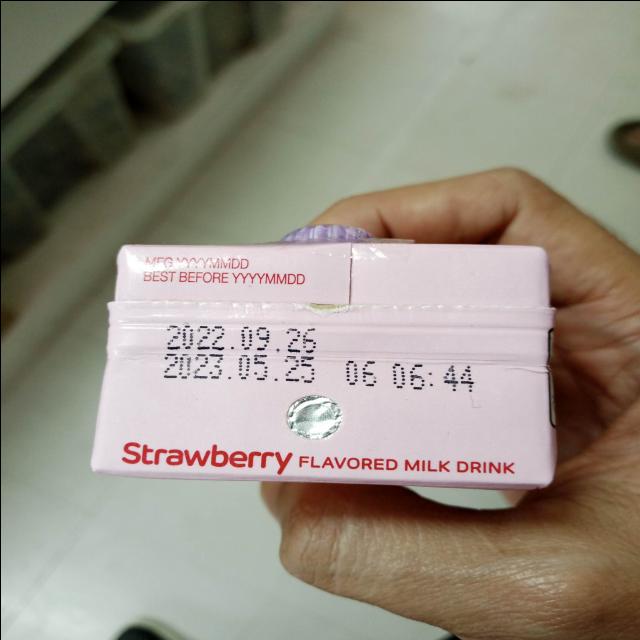 MFG YYYYMMDD
BEST BEFORE YYYYMMDD
2022.09.26
2023.05.25 06 06:44
Strawberry FLAVORED MILK DRINK